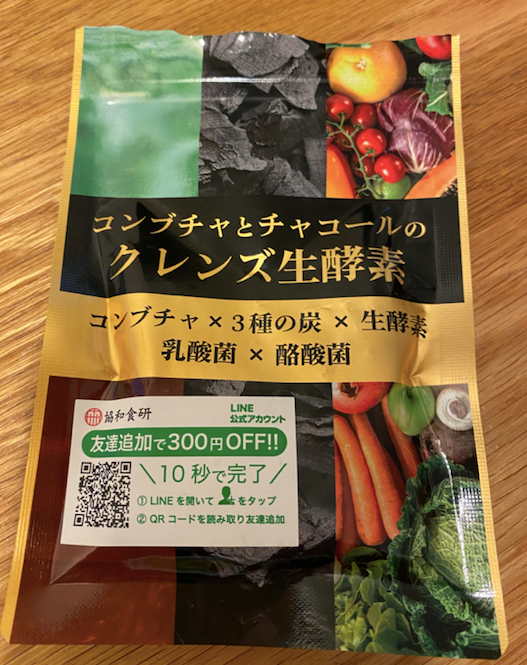 コンブチャとチャコールの
クレンズ生酵素
コンブチャ×3種の炭×生酵素
乳酸菌×酪酸菌
協和食研
LINE
公式アカウント
友達追加で300円OFF!!
\10秒で完了/
① LINEを開いて をタップ
② QRコードを読み取り友達追加